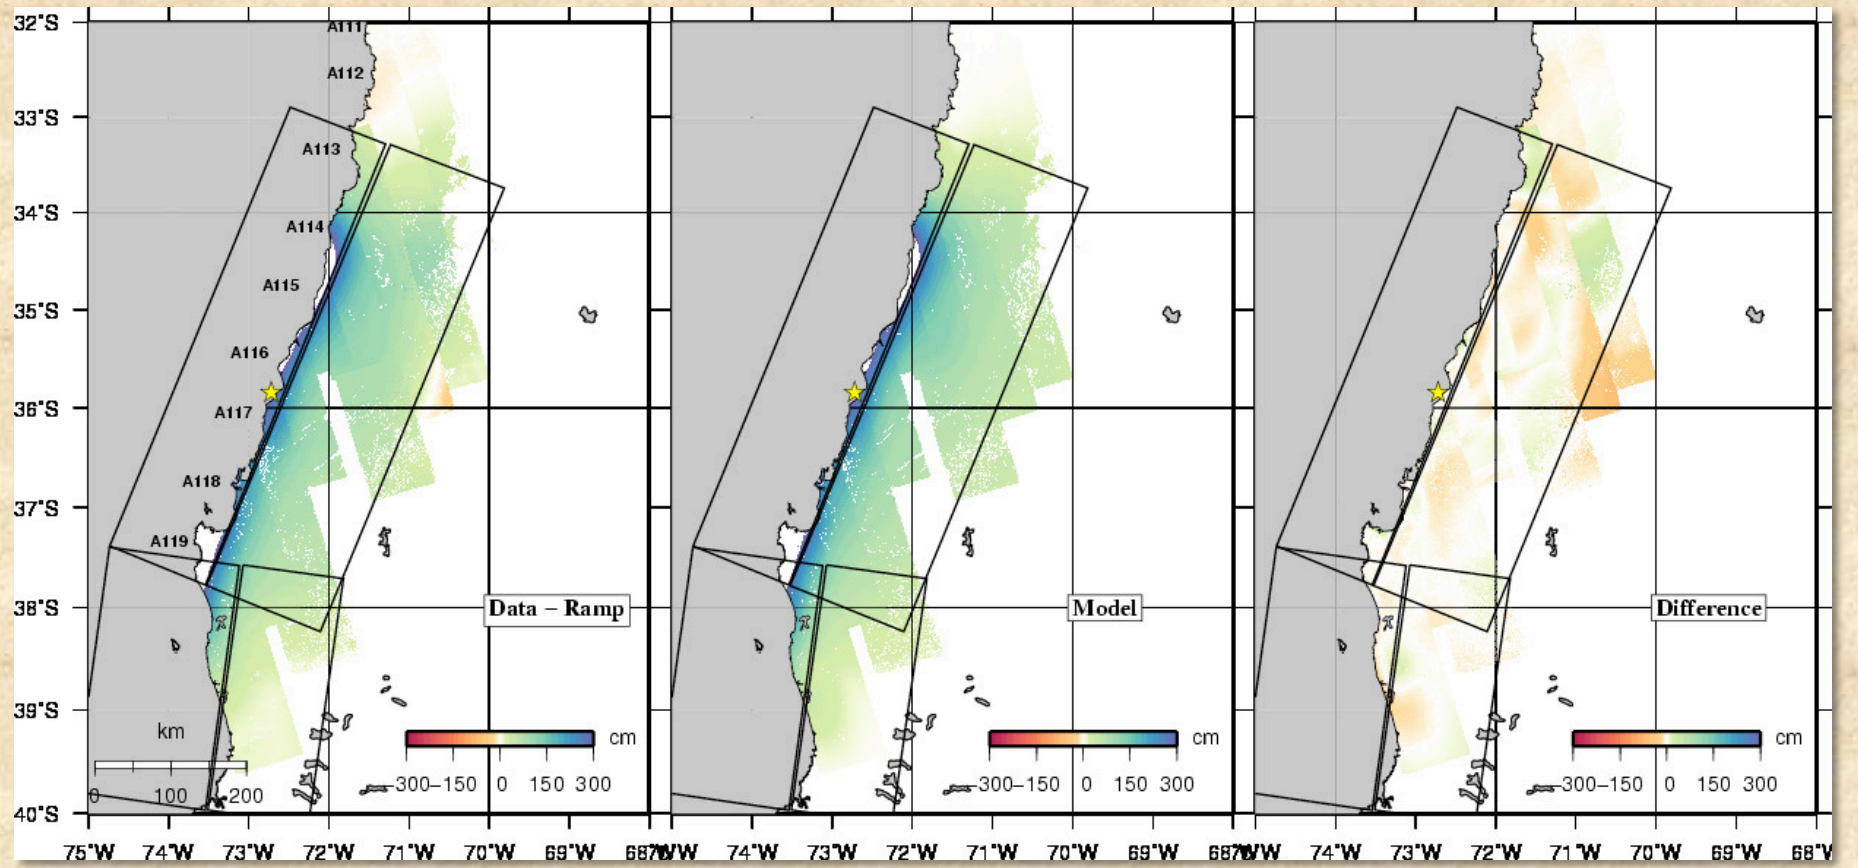 32°S
33°S
34°S
35°S
36°S
37°S
38°S
39°S
40°S
A111
A112
A113
A114
A115
A116
A117
A118
A119
Data – Ramp
km
0 100 200
cm
−300−150 0 150 300
75°W 74°W 73°W 72°W 71°W 70°W 69°W
Model
cm
−300−150 0 150 300
74°W 73°W 72°W 71°W 70°W 69°W
Difference
cm
−300−150 0 150 300
74°W 73°W 72°W 71°W 70°W 69°W